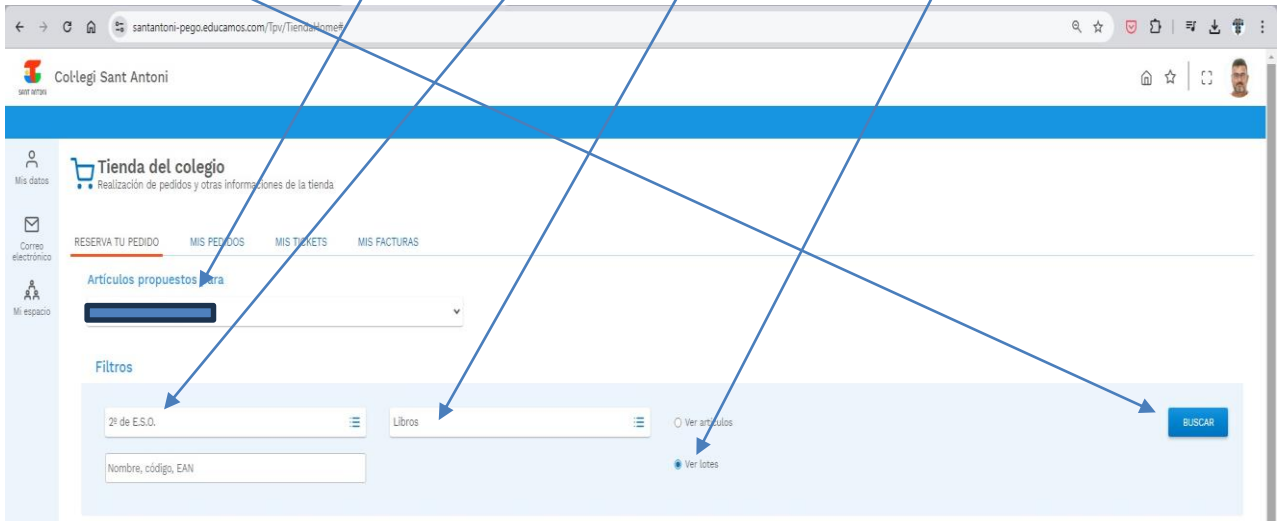 santantoni-pego.educamos.com/Tpv/TiendaHome#
Col·legi Sant Antoni
SANT ANTONI
Mis datos
Tienda del colegio
Realización de pedidos y otras informaciones de la tienda
Correo
electrónico
RESERVA TU PEDIDO MIS PEDIDOS MIS TICKETS MIS FACTURAS
Mi espacio
Artículos propuestos para
Filtros
2º de E.S.O. Libros Ver artículos BUSCAR
Nombre, código, EAN Ver lotes